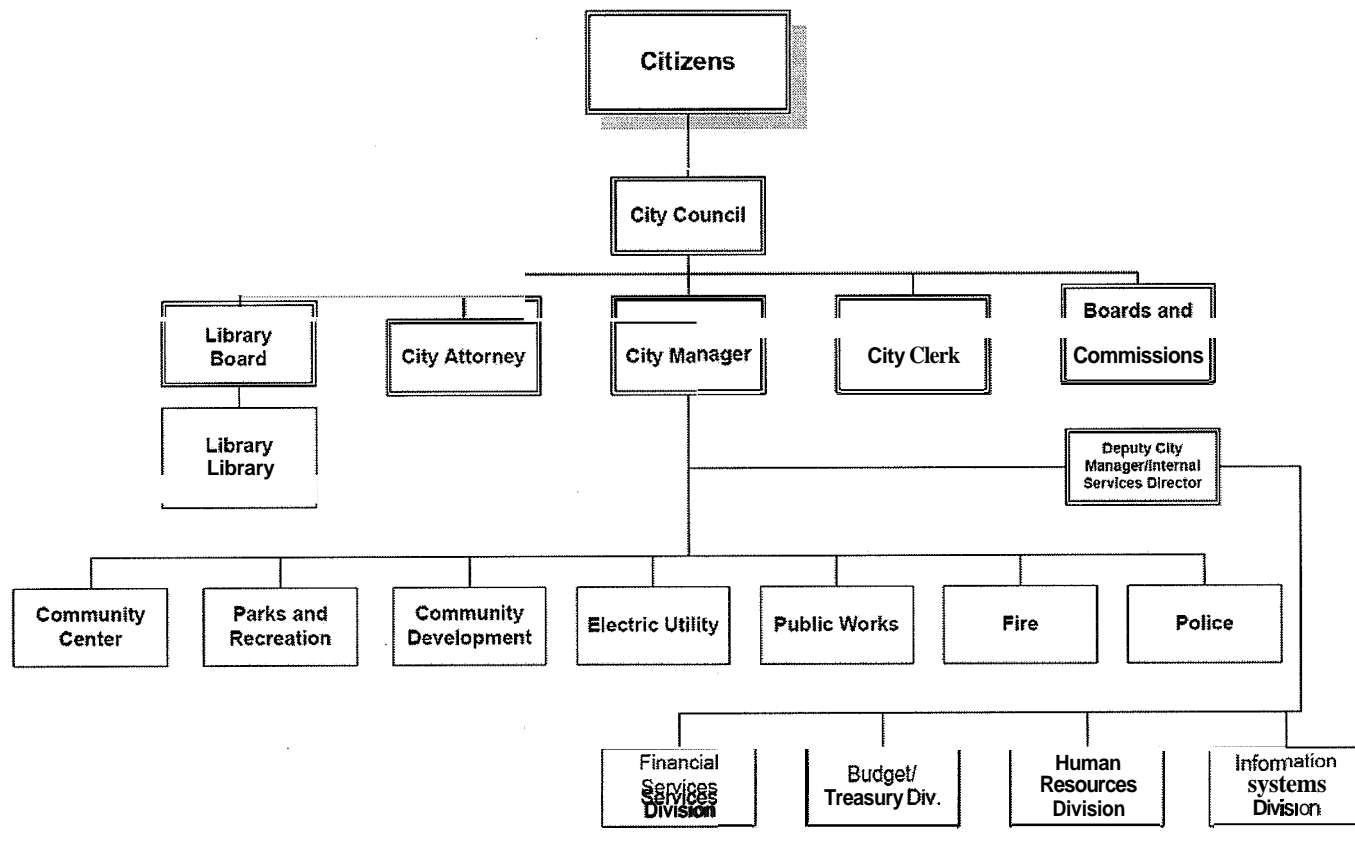 Citizens
City Council
Library
Board
City Attorney
City Manager
City Clerk
Boards and
Commissions
Library
Library
Deputy City
Manager/Internal
Services Director
Community
Center
Parks and
Recreation
Community
Development
Electric Utility
Public Works
Fire
Police
Financial
Services
Services
Division
Budget/
Treasury Div.
Human
Resources
Division
Information
systems
Division